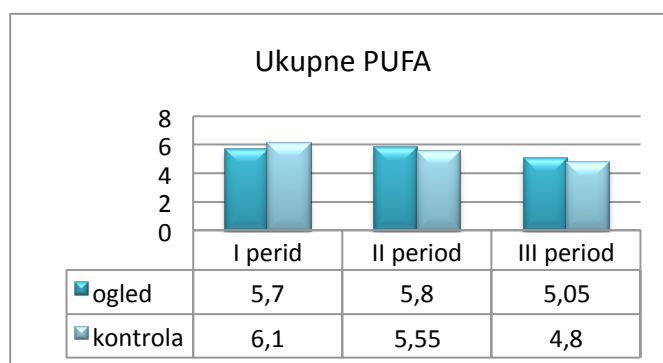 Ukupne PUFA
8
6
4
2
0
I perid II period III period
ogled 5,7 5,8 5,05
kontrola 6,1 5,55 4,8